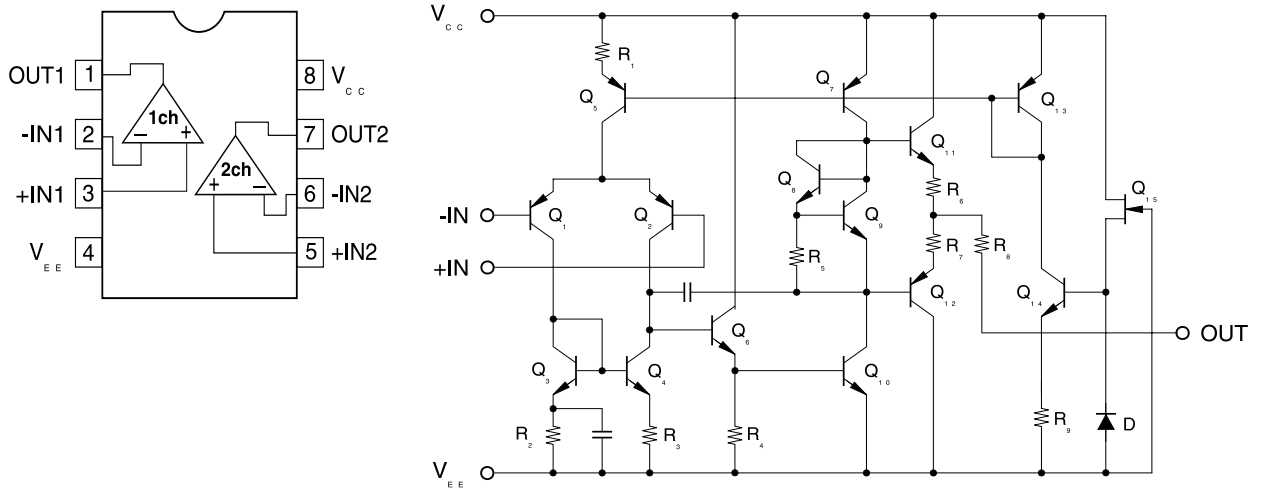 OUT1 1 8 VCC
1ch
-IN1 2 − + 7 OUT2
2ch
+IN1 3 + − 6 -IN2
VEE 4 5 +IN2
VCC
R1
Q5 Q7 Q13
Q11
Q8 R6 Q15
-IN Q1 Q2 Q9
+IN R5 R7 R8
Q12 Q14
Q6 OUT
Q3 Q4 Q10
R2 R3 R4 R9 D
VEE